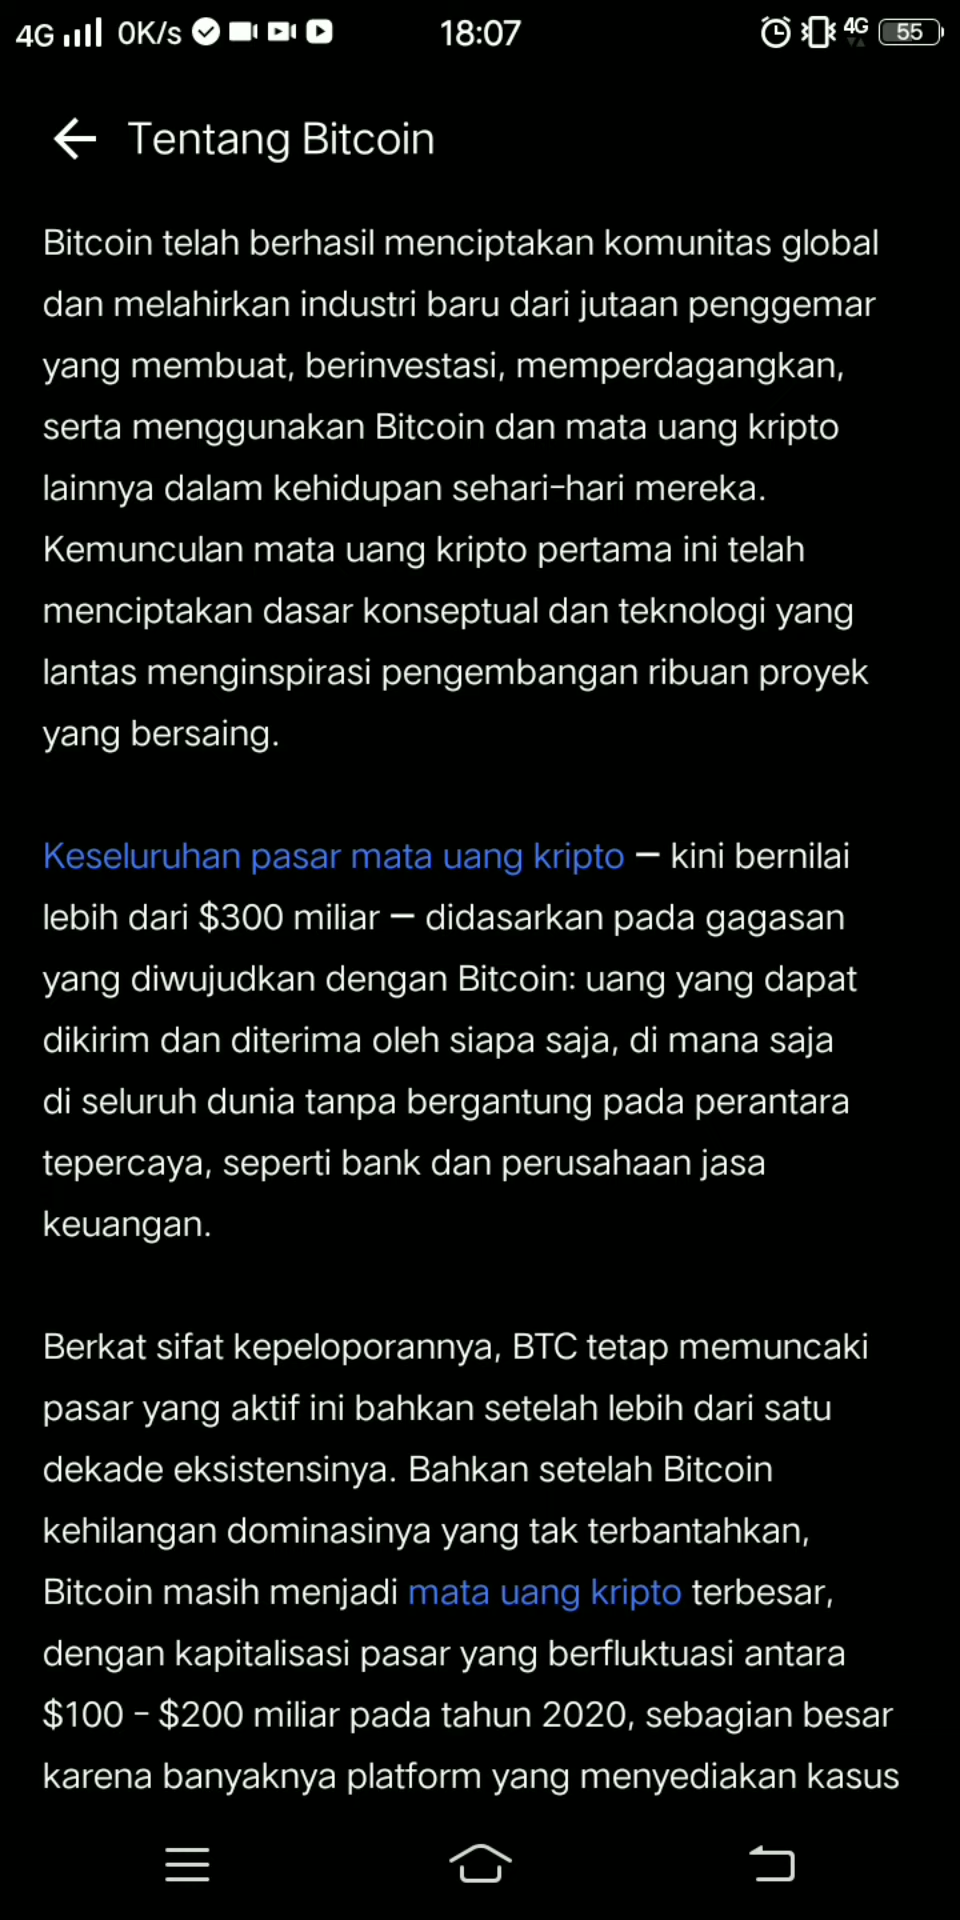 4G 0K/s 18:07 4G 55
Tentang Bitcoin
Bitcoin telah berhasil menciptakan komunitas global
dan melahirkan industri baru dari jutaan penggemar
yang membuat, berinvestasi, memperdagangkan,
serta menggunakan Bitcoin dan mata uang kripto
lainnya dalam kehidupan sehari-hari mereka.
Kemunculan mata uang kripto pertama ini telah
menciptakan dasar konseptual dan teknologi yang
lantas menginspirasi pengembangan ribuan proyek
yang bersaing.
Keseluruhan pasar mata uang kripto — kini bernilai
lebih dari $300 miliar — didasarkan pada gagasan
yang diwujudkan dengan Bitcoin: uang yang dapat
dikirim dan diterima oleh siapa saja, di mana saja
di seluruh dunia tanpa bergantung pada perantara
tepercaya, seperti bank dan perusahaan jasa
keuangan.
Berkat sifat kepeloporannya, BTC tetap memuncaki
pasar yang aktif ini bahkan setelah lebih dari satu
dekade eksistensinya. Bahkan setelah Bitcoin
kehilangan dominasinya yang tak terbantahkan,
Bitcoin masih menjadi mata uang kripto terbesar,
dengan kapitalisasi pasar yang berfluktuasi antara
$100 - $200 miliar pada tahun 2020, sebagian besar
karena banyaknya platform yang menyediakan kasus